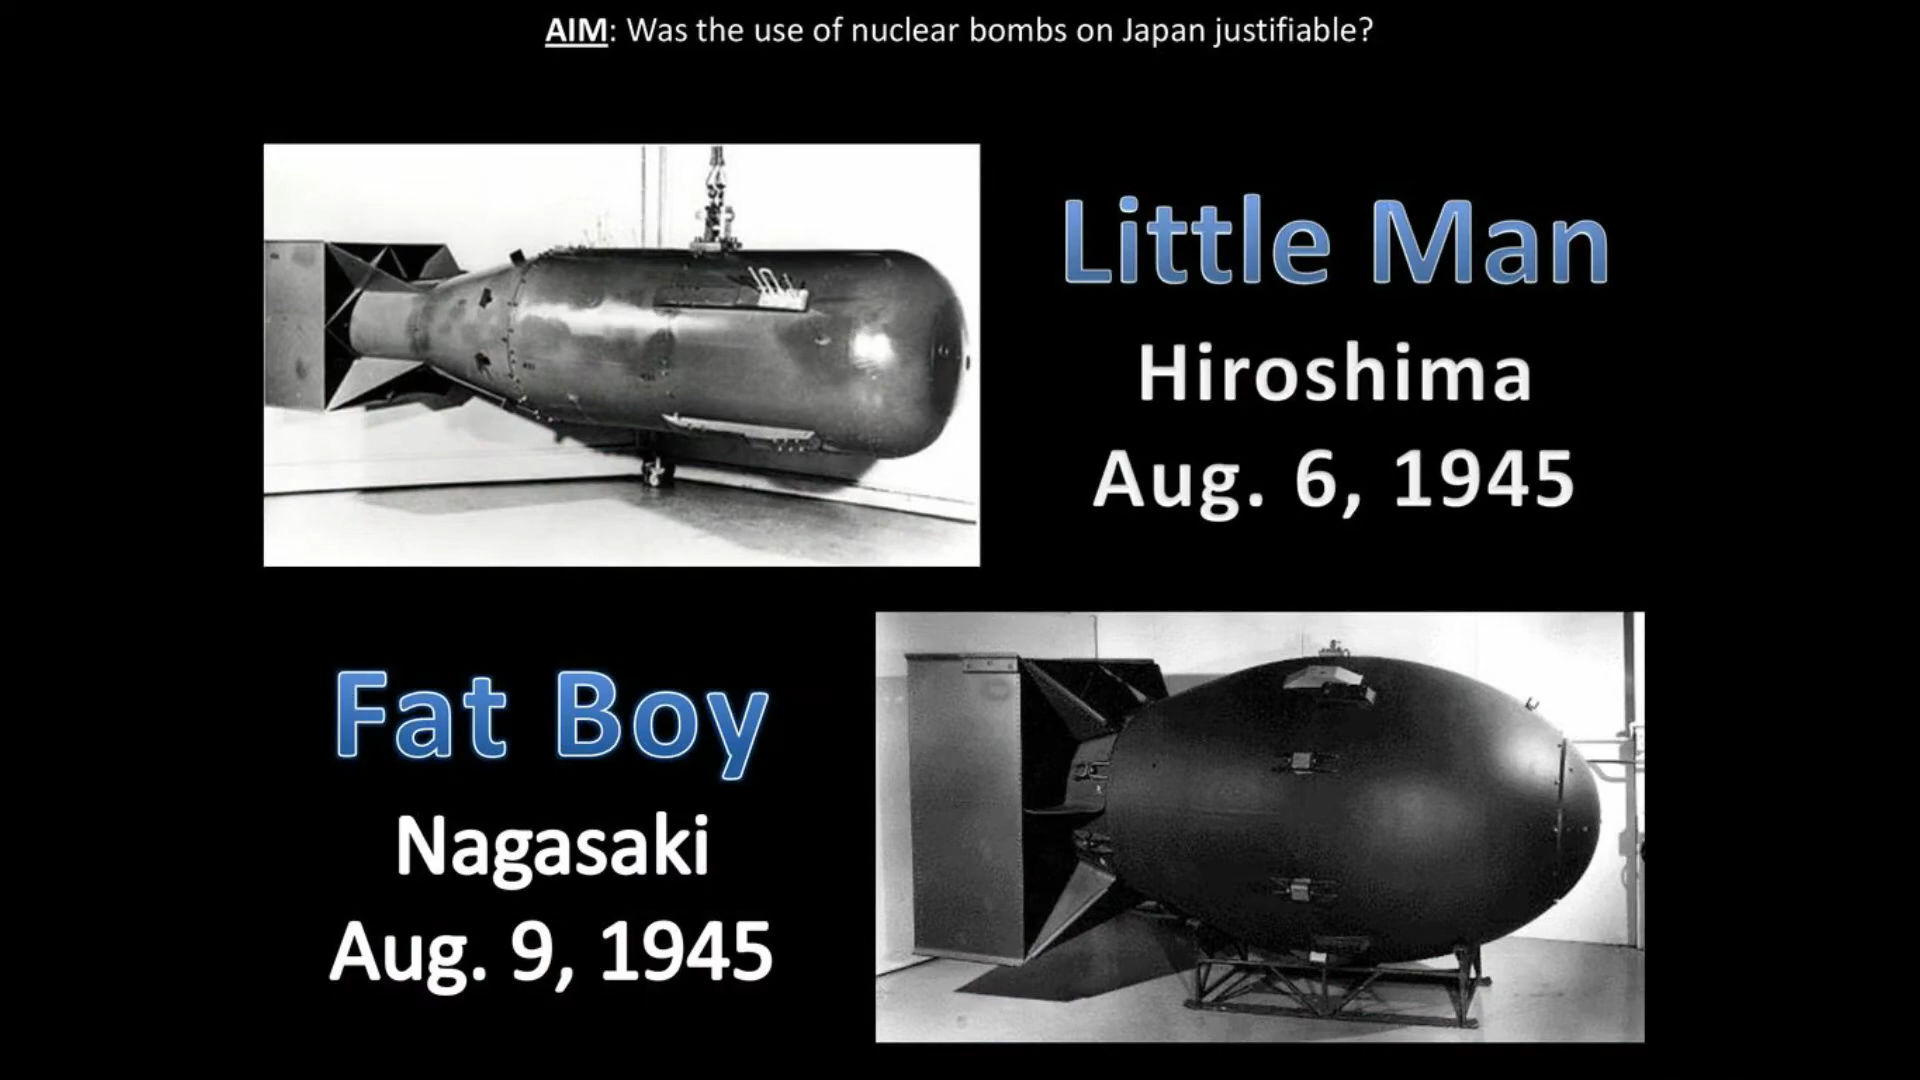 AIM: Was the use of nuclear bombs on Japan justifiable?
Little Man
Hiroshima
Aug. 6, 1945
Fat Boy
Nagasaki
Aug. 9, 1945